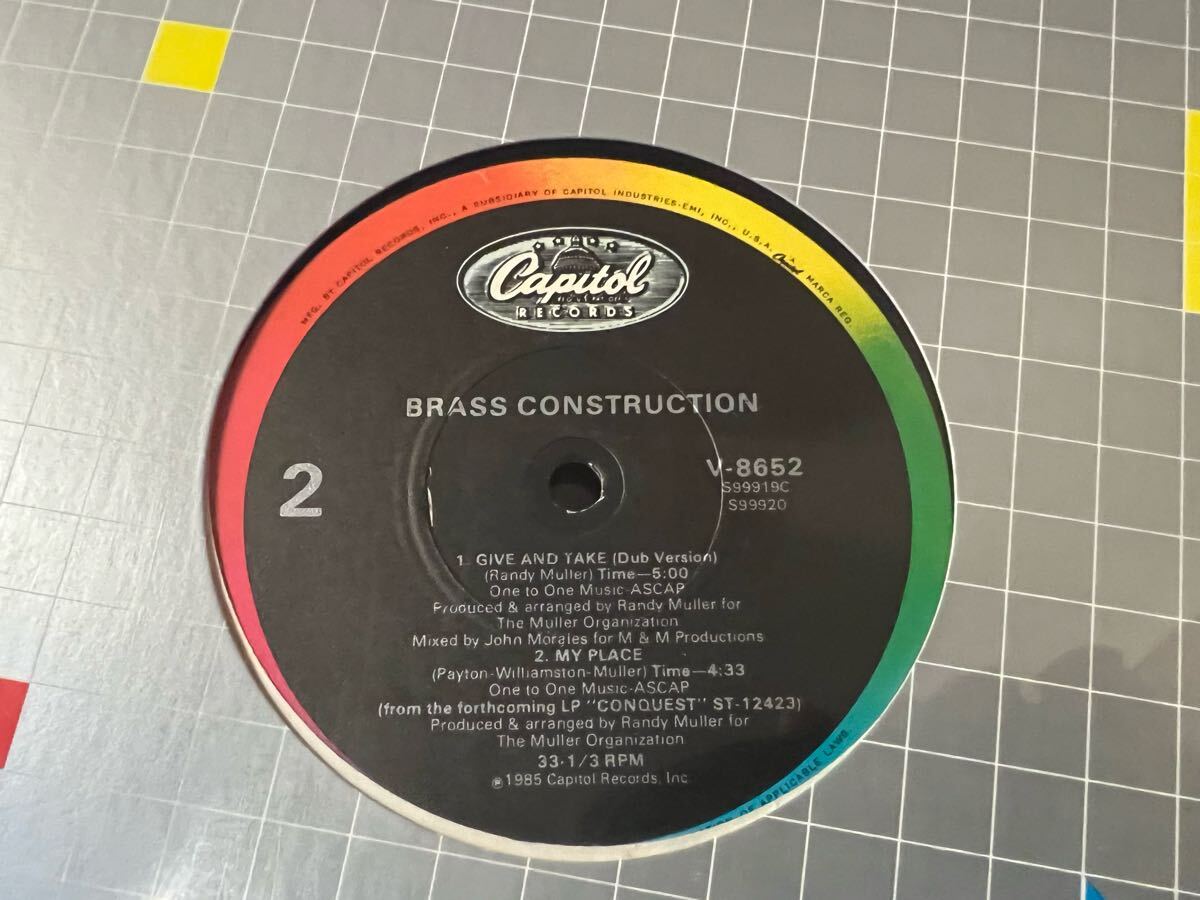 MFG. BY CAPITOL RECORDS, INC., A SUBSIDIARY OF CAPITOL INDUSTRIES-EMI, INC., U.S.A. Capitol MARCA REG.
Capitol
RECORDS
BRASS CONSTRUCTION
2
V-8652
S99919C
S99920
1. GIVE AND TAKE (Dub Version)
(Randy Muller) Time—5:00
One to One Music-ASCAP
Produced & arranged by Randy Muller for
The Muller Organization
Mixed by John Morales for M & M Productions
2. MY PLACE
(Payton-Williamston-Muller) Time—4:33
One to One Music-ASCAP
(from the forthcoming LP "CONQUEST" ST-12423)
Produced & arranged by Randy Muller for
The Muller Organization
33-1/3 RPM
℗1985 Capitol Records, Inc.
OF APPLICABLE LAWS.